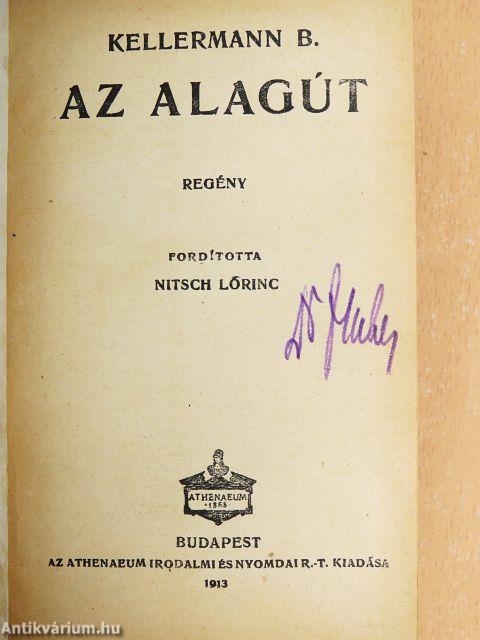 KELLERMANN B.
AZ ALAGÚT
REGÉNY
FORDÍTOTTA
NITSCH LŐRINC
Dr
ATHENAEUM
1868
BUDAPEST
AZ ATHENAEUM IRODALMI ÉS NYOMDAI R.-T. KIADÁSA
1913
Antikvárium.hu